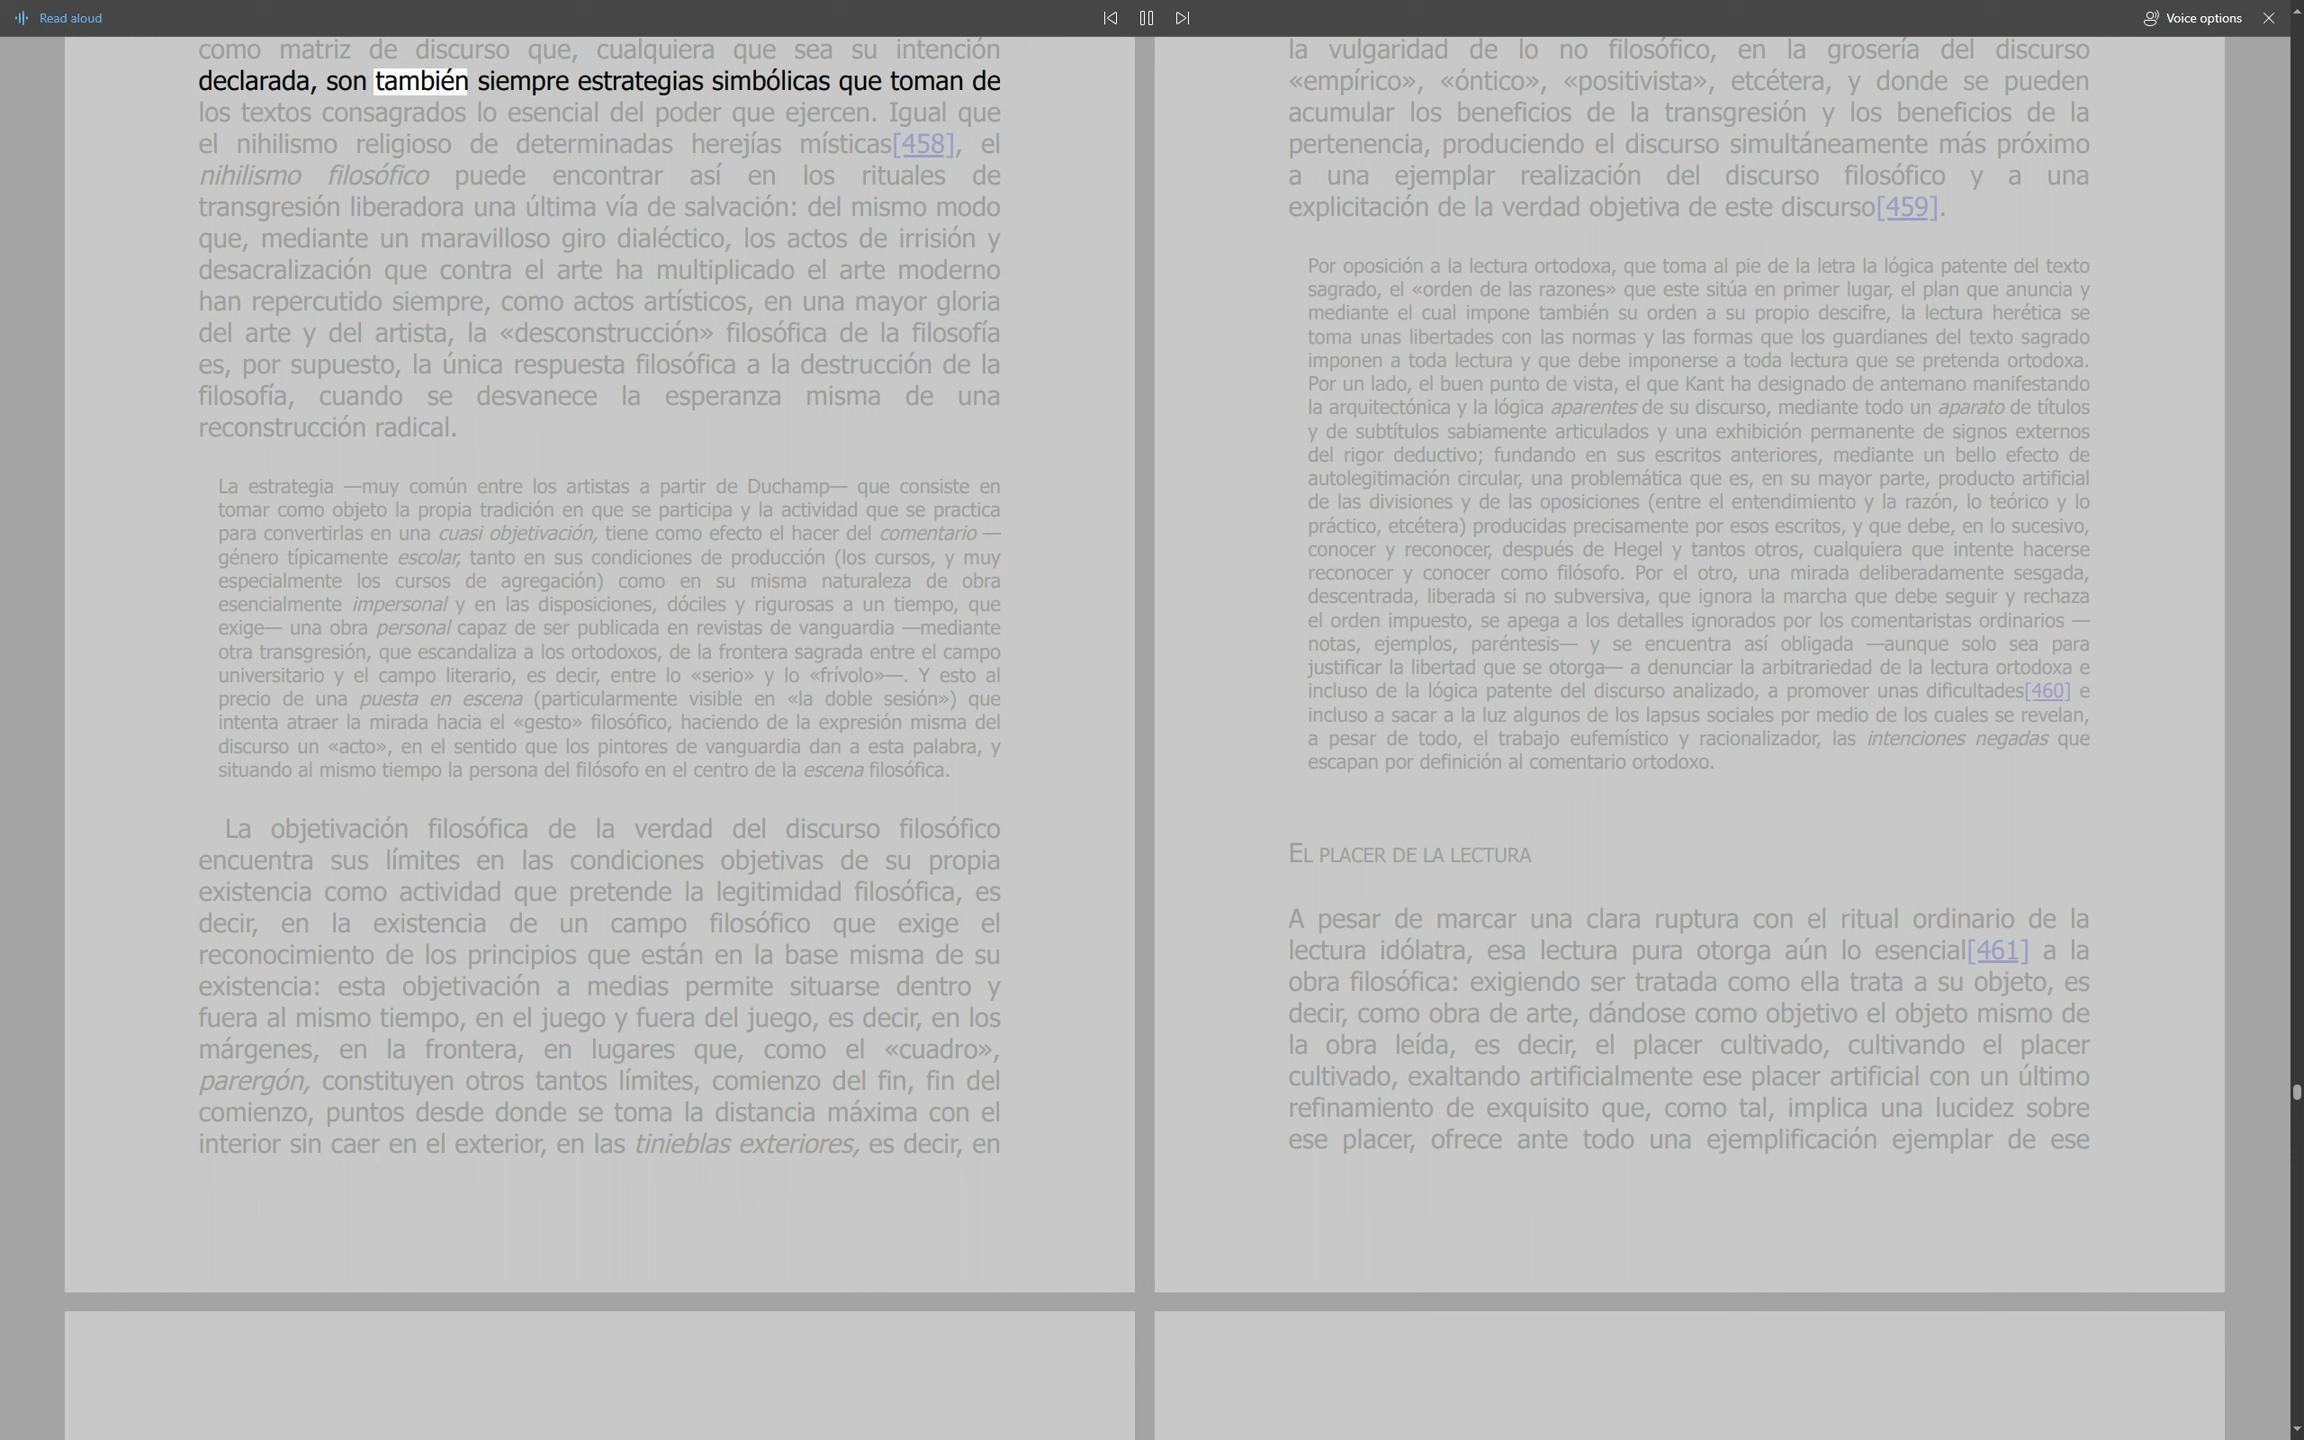 Read aloud
Voice options
como matriz de discurso que, cualquiera que sea su intención
declarada, son también siempre estrategias simbólicas que toman de
los textos consagrados lo esencial del poder que ejercen. Igual que
el nihilismo religioso de determinadas herejías místicas[458], el
nihilismo filosófico puede encontrar así en los rituales de
transgresión liberadora una última vía de salvación: del mismo modo
que, mediante un maravilloso giro dialéctico, los actos de irrisión y
desacralización que contra el arte ha multiplicado el arte moderno
han repercutido siempre, como actos artísticos, en una mayor gloria
del arte y del artista, la «desconstrucción» filosófica de la filosofía
es, por supuesto, la única respuesta filosófica a la destrucción de la
filosofía, cuando se desvanece la esperanza misma de una
reconstrucción radical.
La estrategia —muy común entre los artistas a partir de Duchamp— que consiste en
tomar como objeto la propia tradición en que se participa y la actividad que se practica
para convertirlas en una cuasi objetivación, tiene como efecto el hacer del comentario —
género típicamente escolar, tanto en sus condiciones de producción (los cursos, y muy
especialmente los cursos de agregación) como en su misma naturaleza de obra
esencialmente impersonal y en las disposiciones, dóciles y rigurosas a un tiempo, que
exige— una obra personal capaz de ser publicada en revistas de vanguardia —mediante
otra transgresión, que escandaliza a los ortodoxos, de la frontera sagrada entre el campo
universitario y el campo literario, es decir, entre lo «serio» y lo «frívolo»—. Y esto al
precio de una puesta en escena (particularmente visible en «la doble sesión») que
intenta atraer la mirada hacia el «gesto» filosófico, haciendo de la expresión misma del
discurso un «acto», en el sentido que los pintores de vanguardia dan a esta palabra, y
situando al mismo tiempo la persona del filósofo en el centro de la escena filosófica.
La objetivación filosófica de la verdad del discurso filosófico
encuentra sus límites en las condiciones objetivas de su propia
existencia como actividad que pretende la legitimidad filosófica, es
decir, en la existencia de un campo filosófico que exige el
reconocimiento de los principios que están en la base misma de su
existencia: esta objetivación a medias permite situarse dentro y
fuera al mismo tiempo, en el juego y fuera del juego, es decir, en los
márgenes, en la frontera, en lugares que, como el «cuadro»,
parergón, constituyen otros tantos límites, comienzo del fin, fin del
comienzo, puntos desde donde se toma la distancia máxima con el
interior sin caer en el exterior, en las tinieblas exteriores, es decir, en
la vulgaridad de lo no filosófico, en la grosería del discurso
«empírico», «óntico», «positivista», etcétera, y donde se pueden
acumular los beneficios de la transgresión y los beneficios de la
pertenencia, produciendo el discurso simultáneamente más próximo
a una ejemplar realización del discurso filosófico y a una
explicitación de la verdad objetiva de este discurso[459].
Por oposición a la lectura ortodoxa, que toma al pie de la letra la lógica patente del texto
sagrado, el «orden de las razones» que este sitúa en primer lugar, el plan que anuncia y
mediante el cual impone también su orden a su propio descifre, la lectura herética se
toma unas libertades con las normas y las formas que los guardianes del texto sagrado
imponen a toda lectura y que debe imponerse a toda lectura que se pretenda ortodoxa.
Por un lado, el buen punto de vista, el que Kant ha designado de antemano manifestando
la arquitectónica y la lógica aparentes de su discurso, mediante todo un aparato de títulos
y de subtítulos sabiamente articulados y una exhibición permanente de signos externos
del rigor deductivo; fundando en sus escritos anteriores, mediante un bello efecto de
autolegitimación circular, una problemática que es, en su mayor parte, producto artificial
de las divisiones y de las oposiciones (entre el entendimiento y la razón, lo teórico y lo
práctico, etcétera) producidas precisamente por esos escritos, y que debe, en lo sucesivo,
conocer y reconocer, después de Hegel y tantos otros, cualquiera que intente hacerse
reconocer y conocer como filósofo. Por el otro, una mirada deliberadamente sesgada,
descentrada, liberada si no subversiva, que ignora la marcha que debe seguir y rechaza
el orden impuesto, se apega a los detalles ignorados por los comentaristas ordinarios —
notas, ejemplos, paréntesis— y se encuentra así obligada —aunque solo sea para
justificar la libertad que se otorga— a denunciar la arbitrariedad de la lectura ortodoxa e
incluso de la lógica patente del discurso analizado, a promover unas dificultades[460] e
incluso a sacar a la luz algunos de los lapsus sociales por medio de los cuales se revelan,
a pesar de todo, el trabajo eufemístico y racionalizador, las intenciones negadas que
escapan por definición al comentario ortodoxo.
EL PLACER DE LA LECTURA
A pesar de marcar una clara ruptura con el ritual ordinario de la
lectura idólatra, esa lectura pura otorga aún lo esencial[461] a la
obra filosófica: exigiendo ser tratada como ella trata a su objeto, es
decir, como obra de arte, dándose como objetivo el objeto mismo de
la obra leída, es decir, el placer cultivado, cultivando el placer
cultivado, exaltando artificialmente ese placer artificial con un último
refinamiento de exquisito que, como tal, implica una lucidez sobre
ese placer, ofrece ante todo una ejemplificación ejemplar de ese